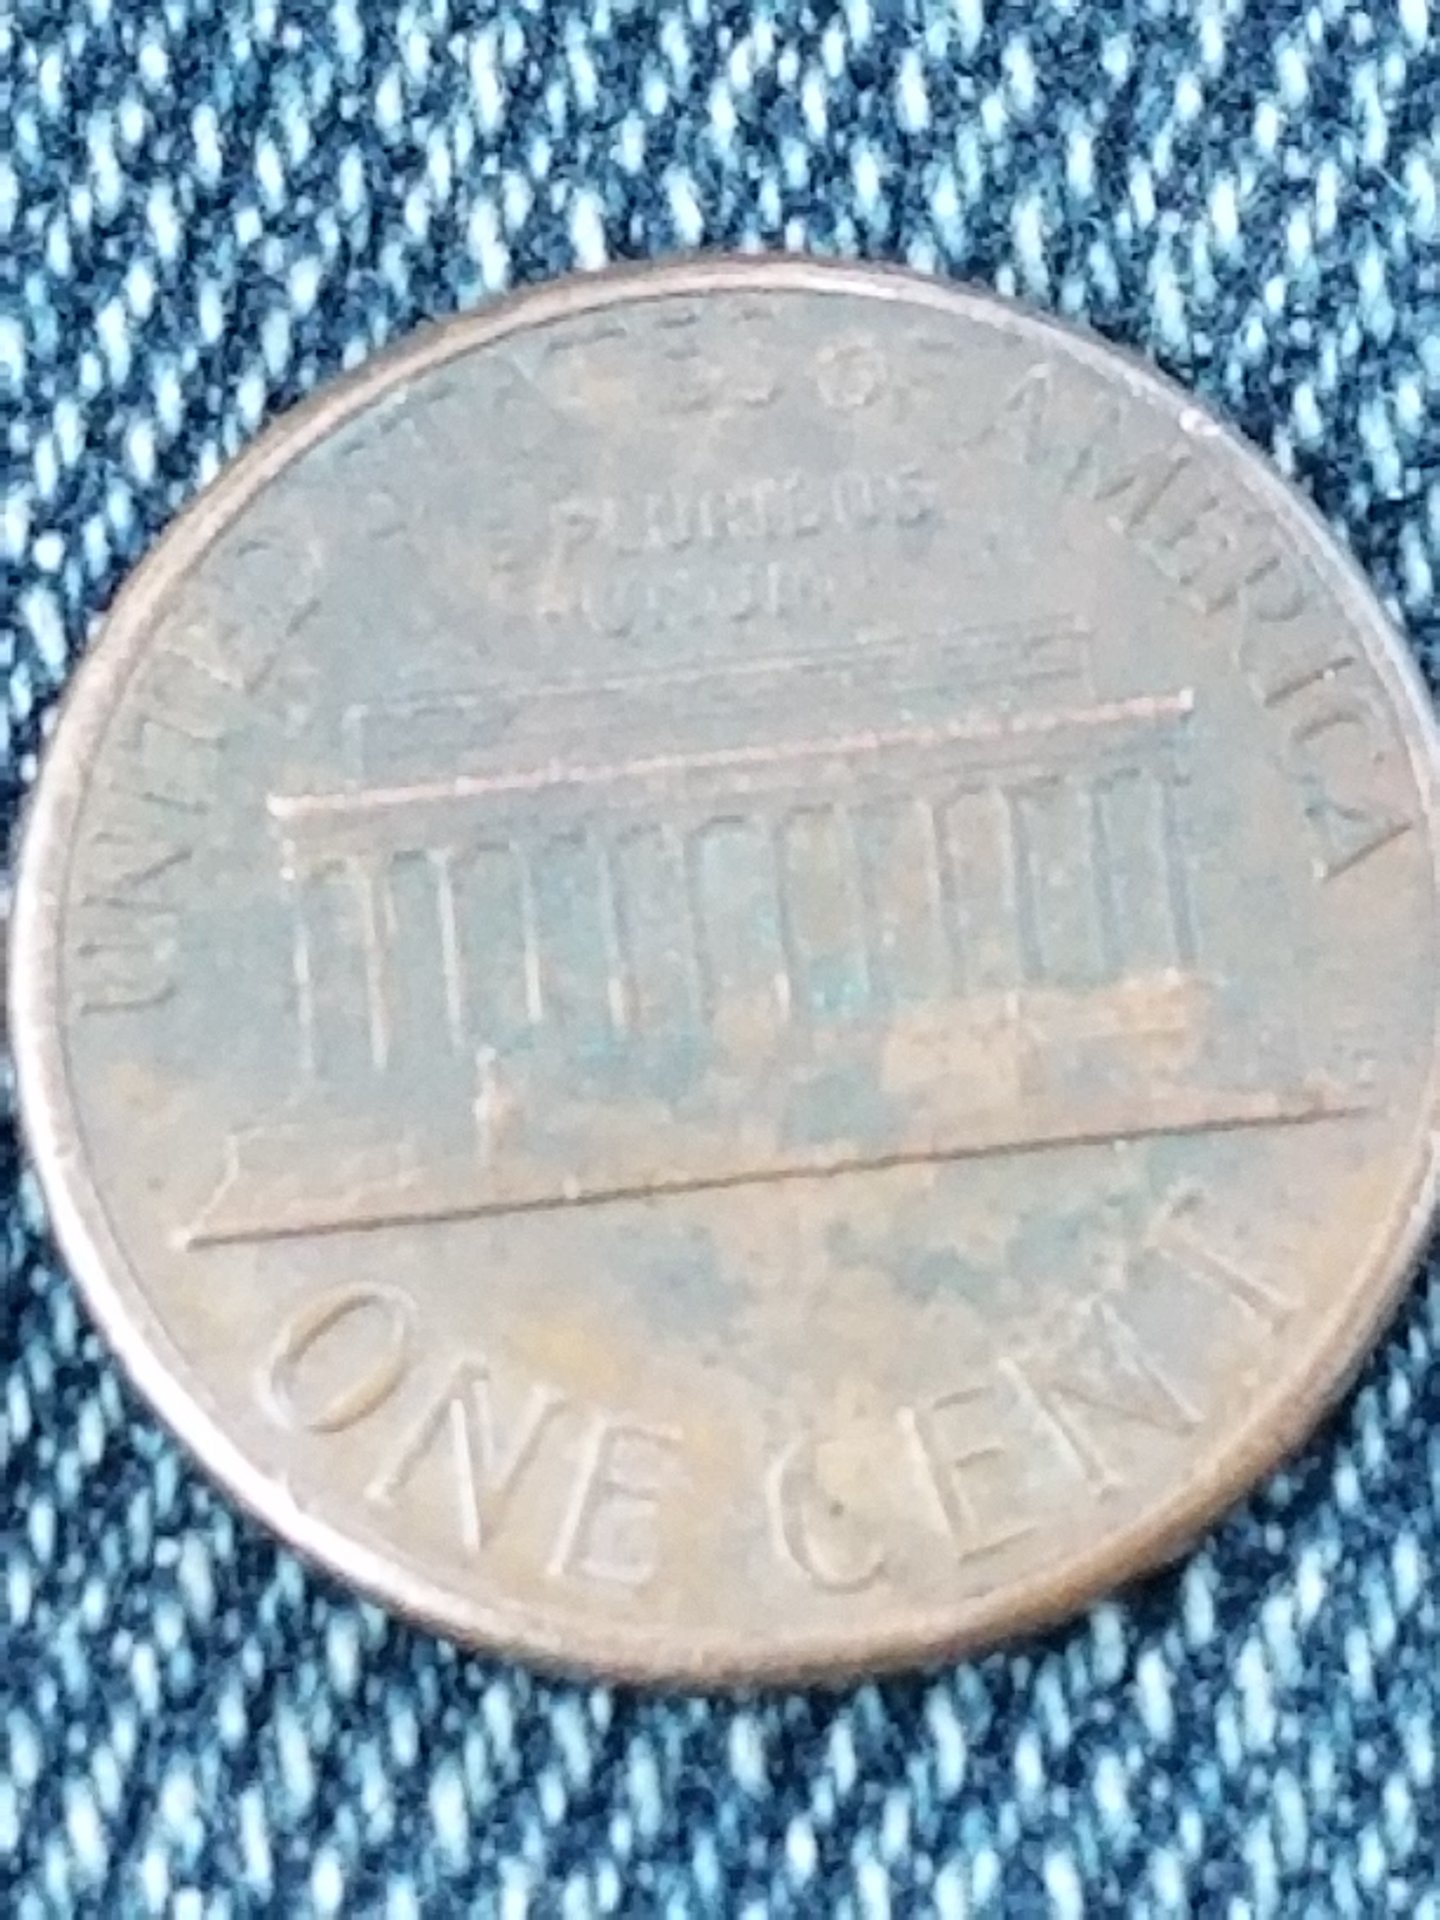 UNITED STATES OF AMERICA
E PLURIBUS
UNUM
ONE CENT